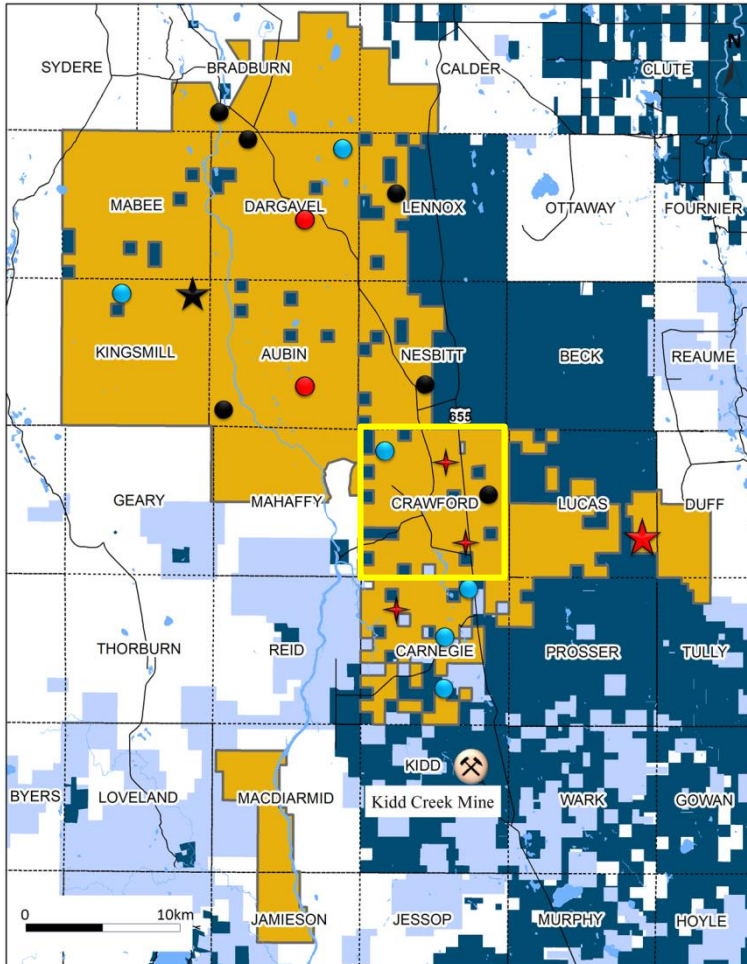 N
SYDERE
BRADBURN
CALDER
CLUTE
MABEE
DARGAVEL
LENNOX
OTTAWAY
FOURNIER
KINGSMILL
AUBIN
NESBITT
BECK
REAUME
655
GEARY
MAHAFFY
CRAWFORD
LUCAS
DUFF
THORBURN
REID
CARNEGIE
PROSSER
TULLY
KIDD
BYERS
LOVELAND
MACDIARMID
Kidd Creek Mine
WARK
GOWAN
0 10km
JAMIESON
JESSOP
MURPHY
HOYLE